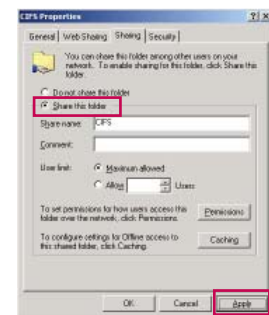 CIFS Properties
? X
General Web Sharing Sharing Security
You can share this folder among other users on your
network. To enable sharing for this folder, click Share this
folder.
Do not share this folder
Share this folder
Share name: CIFS
Comment:
User limit: Maximum allowed
Allow Users
To set permissions for how users access this
folder over the network, click Permissions.
Permissions
To configure settings for Offline access to
this shared folder, click Caching.
Caching
OK Cancel Apply